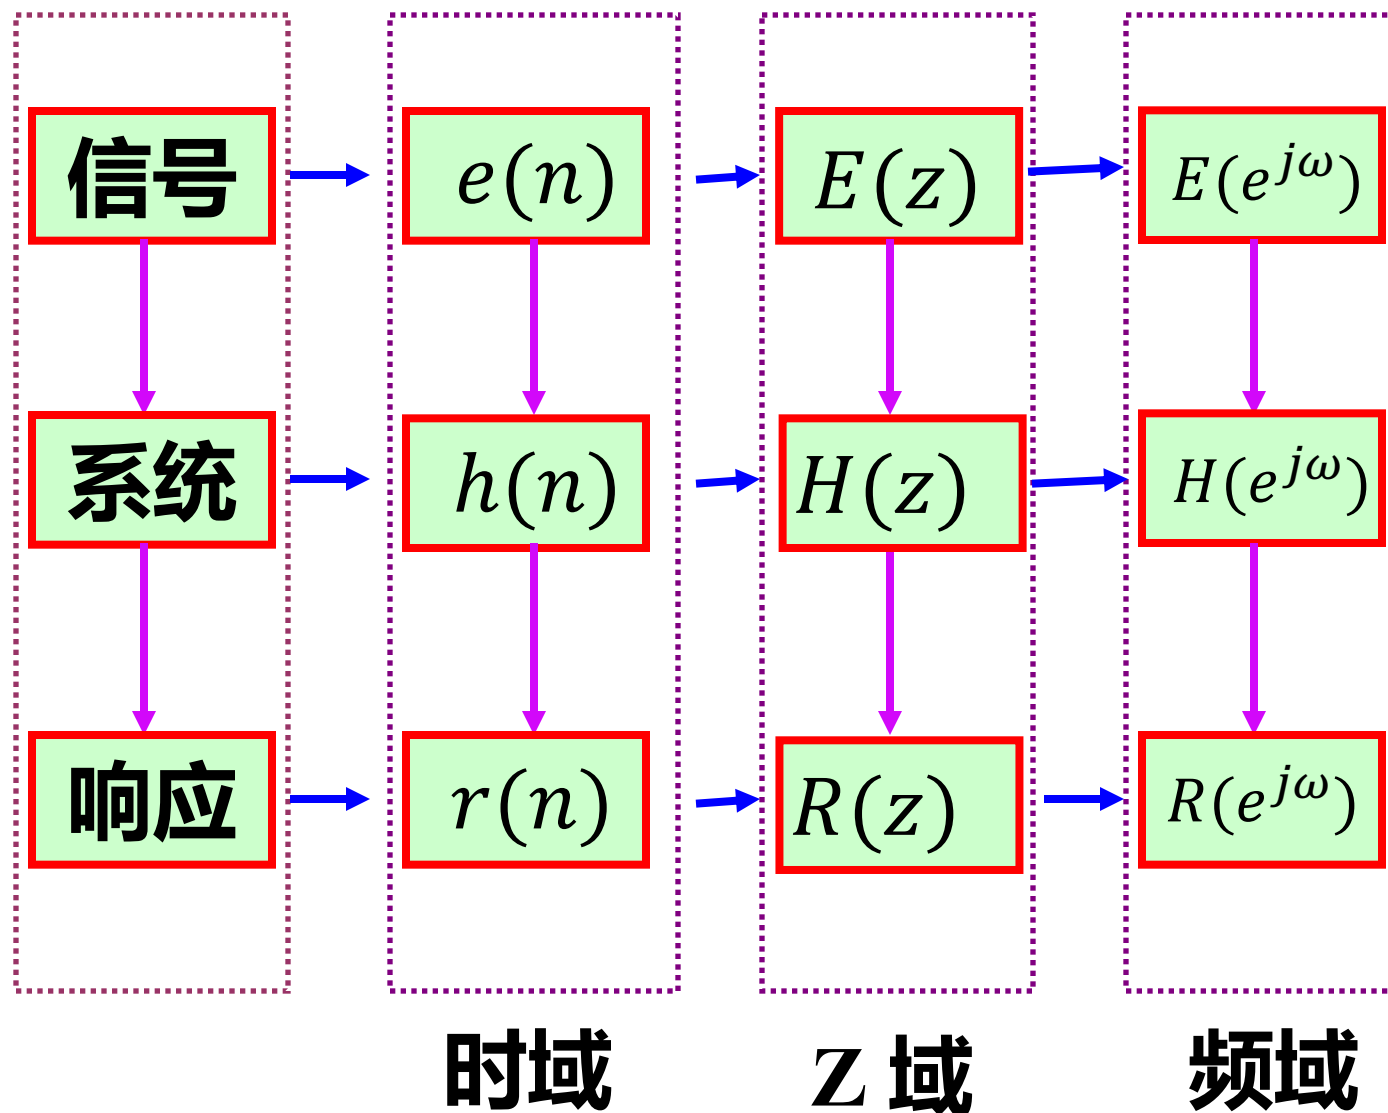 信号 e(n) E(z) E(e^{jω})
系统 h(n) H(z) H(e^{jω})
响应 r(n) R(z) R(e^{jω})
时域 Z 域 频域